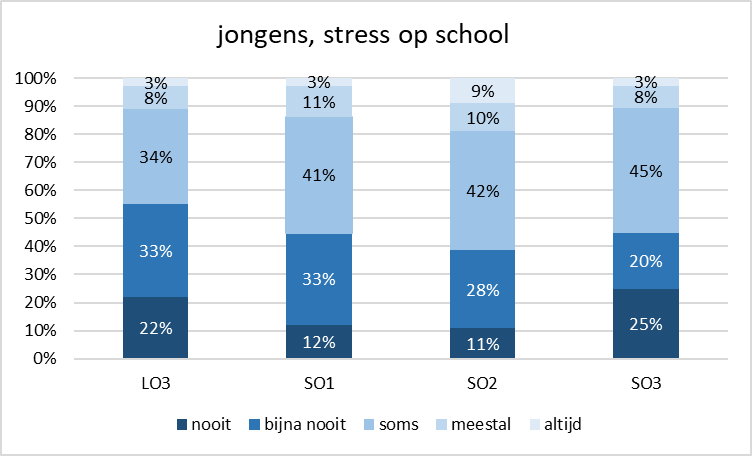 jongens, stress op school
100%
90%
80%
70%
60%
50%
40%
30%
20%
10%
0%
3% 3% 9% 3%
8% 11% 10% 8%
34% 41% 42% 45%
33% 33% 28% 20%
22% 12% 11% 25%
LO3 SO1 SO2 SO3
nooit bijna nooit soms meestal altijd